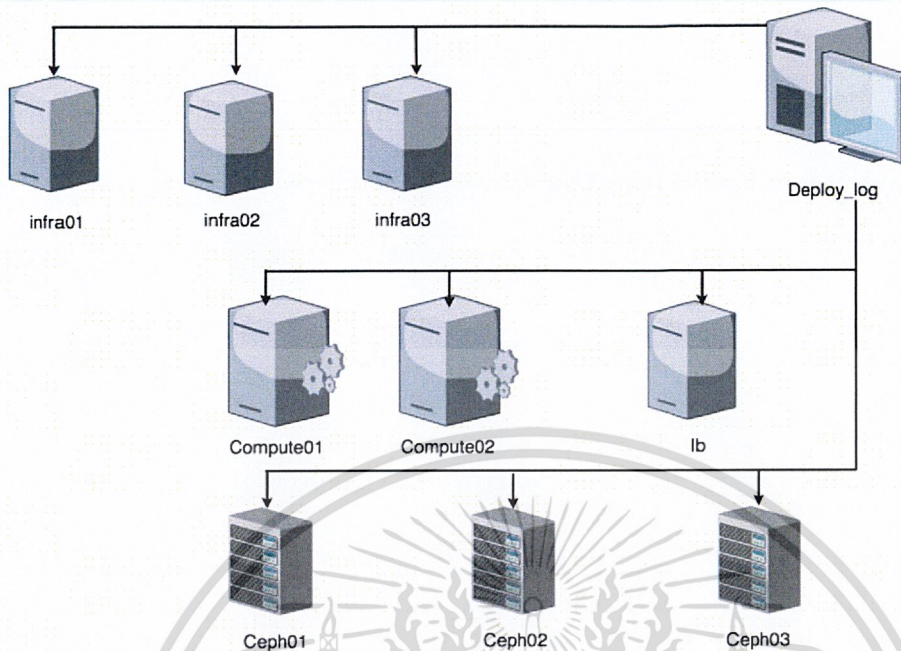 Deploy_log
infra01
infra02
infra03
Compute01
Compute02
lb
Ceph01
Ceph02
Ceph03